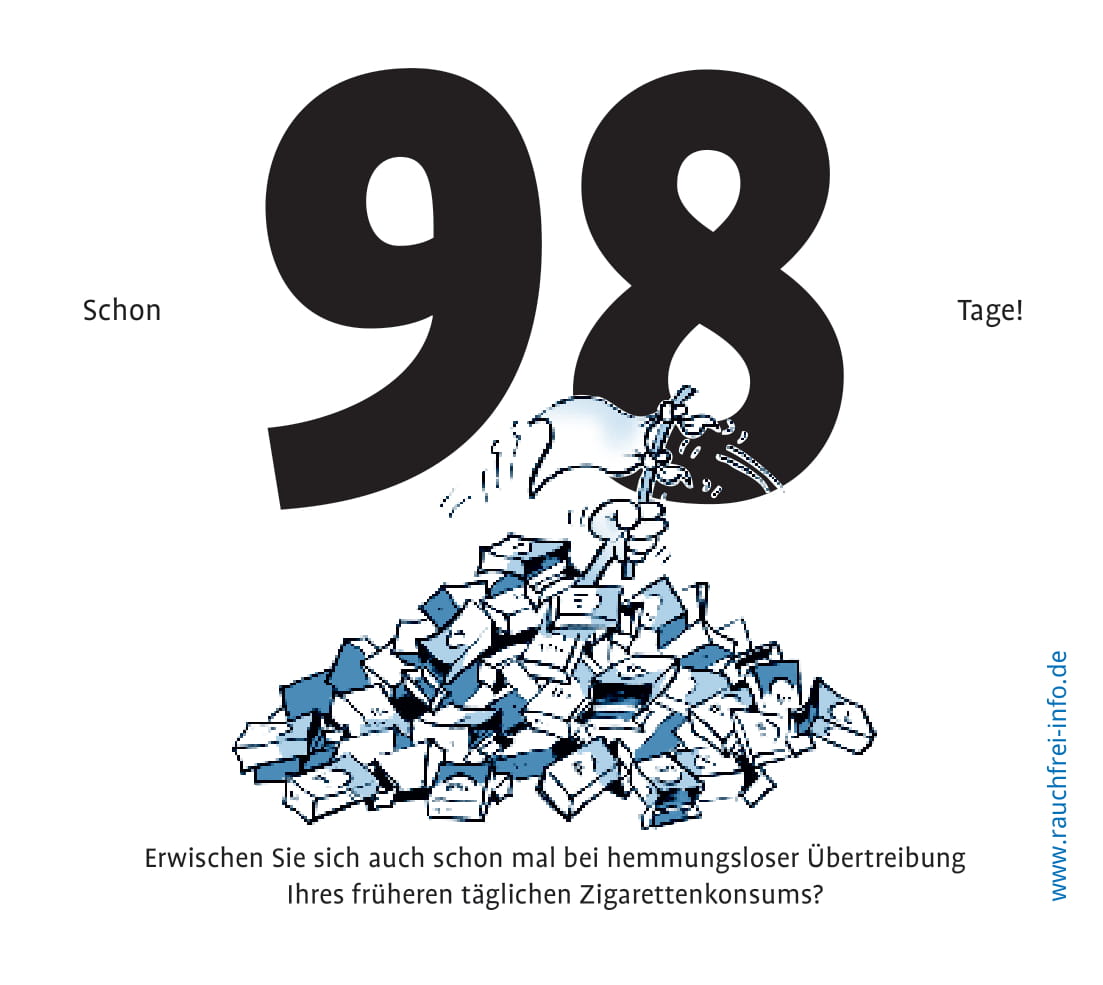 Schon
98
Tage!
Erwischen Sie sich auch schon mal bei hemmungsloser Übertreibung
Ihres früheren täglichen Zigarettenkonsums?
www.rauchfrei-info.de